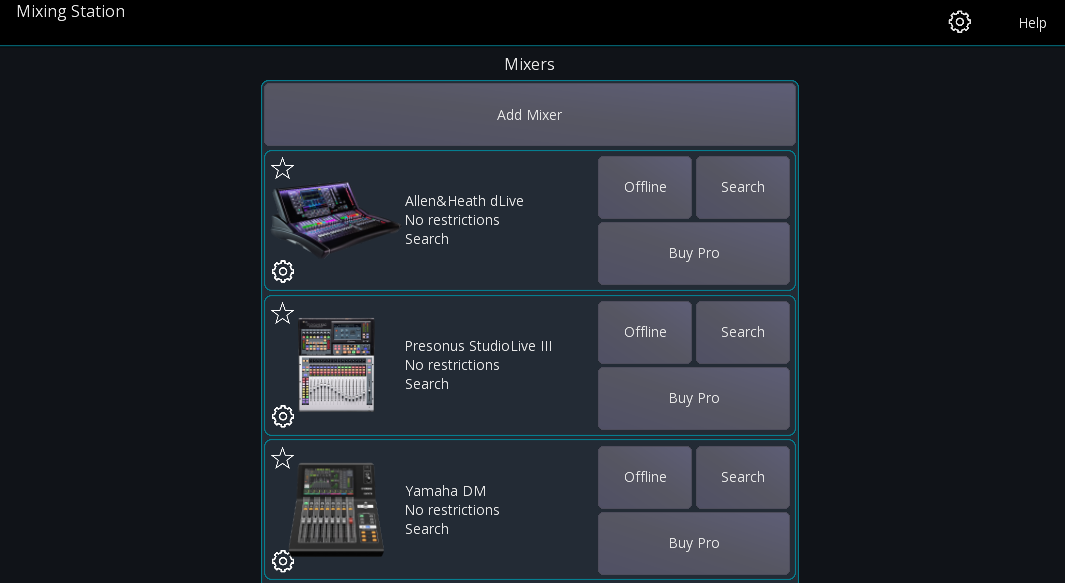 Mixing Station
Help
Mixers
Add Mixer
Allen&Heath dLive
No restrictions
Search
Offline
Search
Buy Pro
Presonus StudioLive III
No restrictions
Search
Offline
Search
Buy Pro
Yamaha DM
No restrictions
Search
Offline
Search
Buy Pro